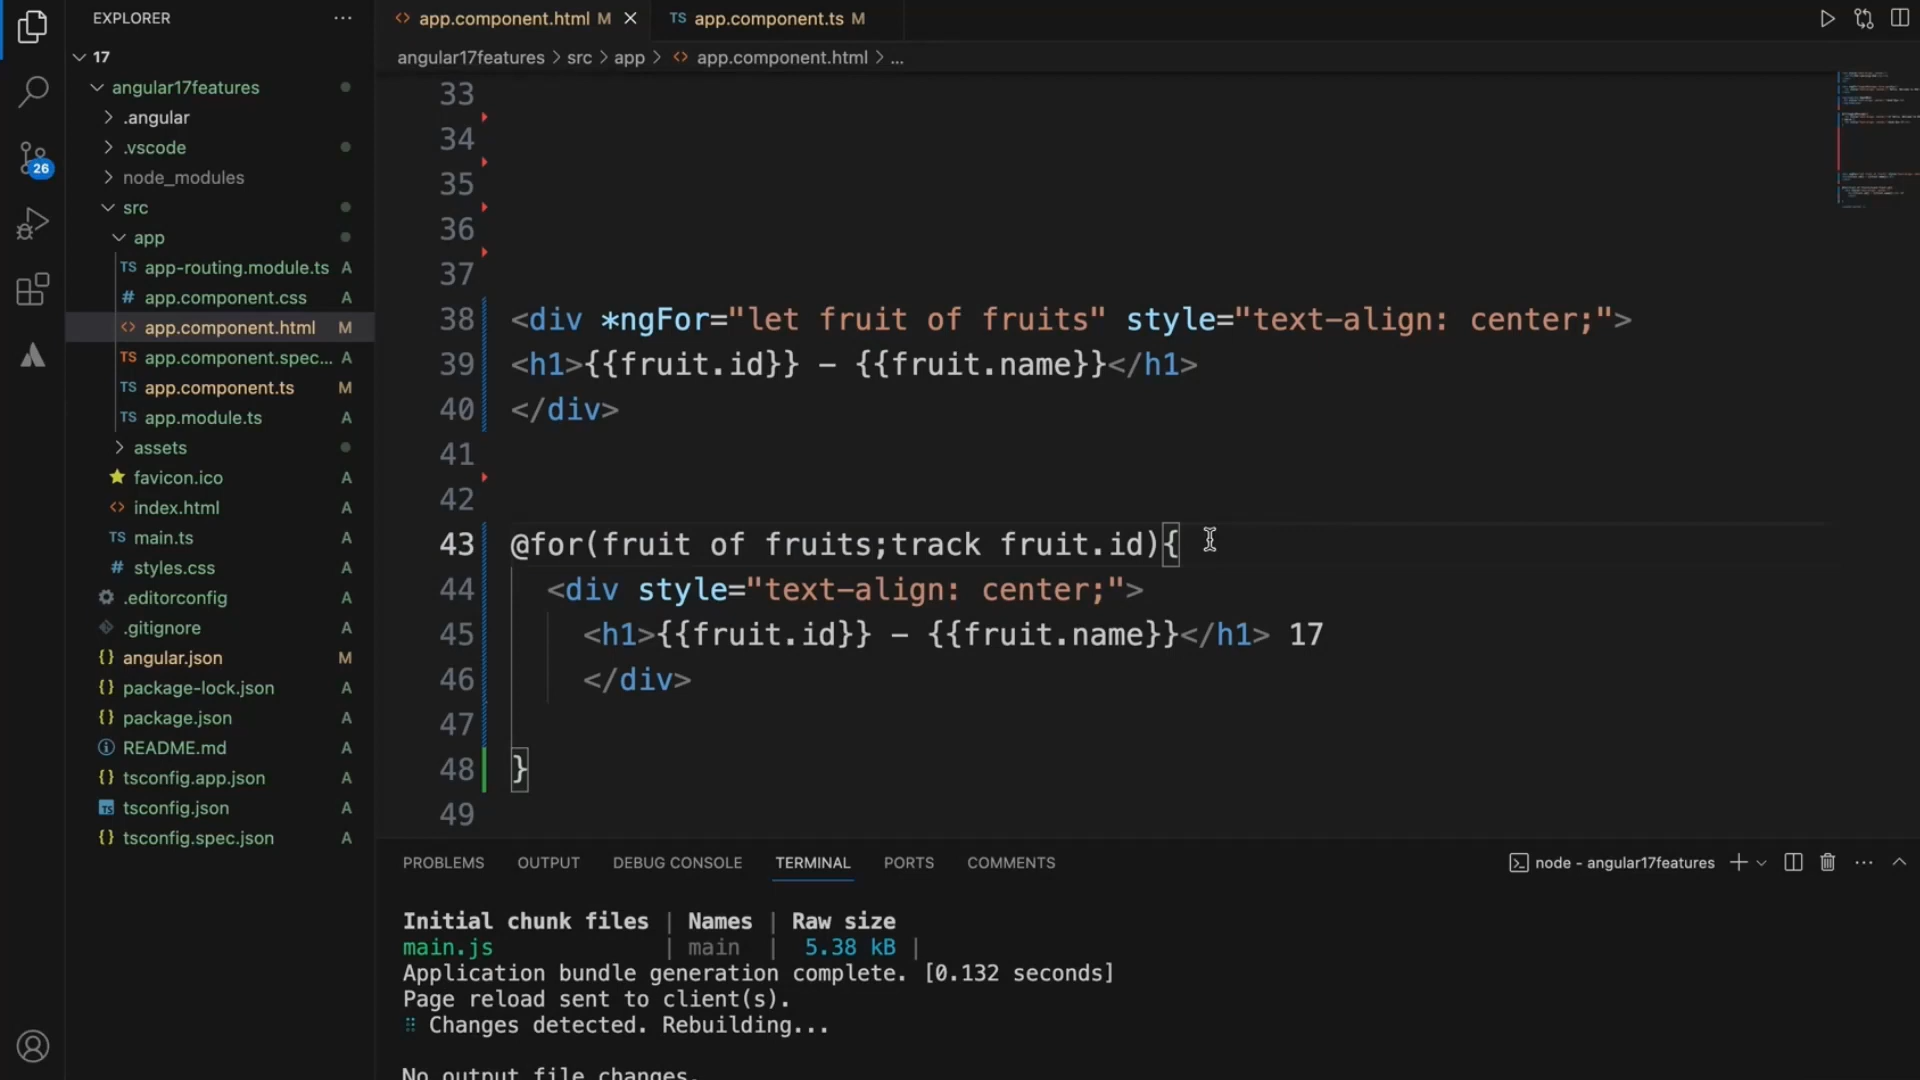 EXPLORER
17
angular17features
.angular
.vscode
node_modules
src
app
TS app-routing.module.ts A
# app.component.css A
<> app.component.html M
TS app.component.spec... A
TS app.component.ts M
TS app.module.ts A
assets
favicon.ico A
<> index.html A
TS main.ts A
# styles.css A
.editorconfig A
.gitignore A
{} angular.json M
{} package-lock.json A
{} package.json A
README.md A
{} tsconfig.app.json A
TS tsconfig.json A
{} tsconfig.spec.json A
26
<> app.component.html M
TS app.component.ts M
angular17features > src > app > <> app.component.html > ...
33
34
35
36
37
38 <div *ngFor="let fruit of fruits" style="text-align: center;">
39 <h1>{{fruit.id}} - {{fruit.name}}</h1>
40 </div>
41
42
43 @for(fruit of fruits;track fruit.id){
44 <div style="text-align: center;">
45 <h1>{{fruit.id}} - {{fruit.name}}</h1> 17
46 </div>
47
48 }
49
PROBLEMS OUTPUT DEBUG CONSOLE TERMINAL PORTS COMMENTS
node - angular17features
Initial chunk files | Names | Raw size
main.js | main | 5.38 kB |
Application bundle generation complete. [0.132 seconds]
Page reload sent to client(s).
Changes detected. Rebuilding...
No output file changes.